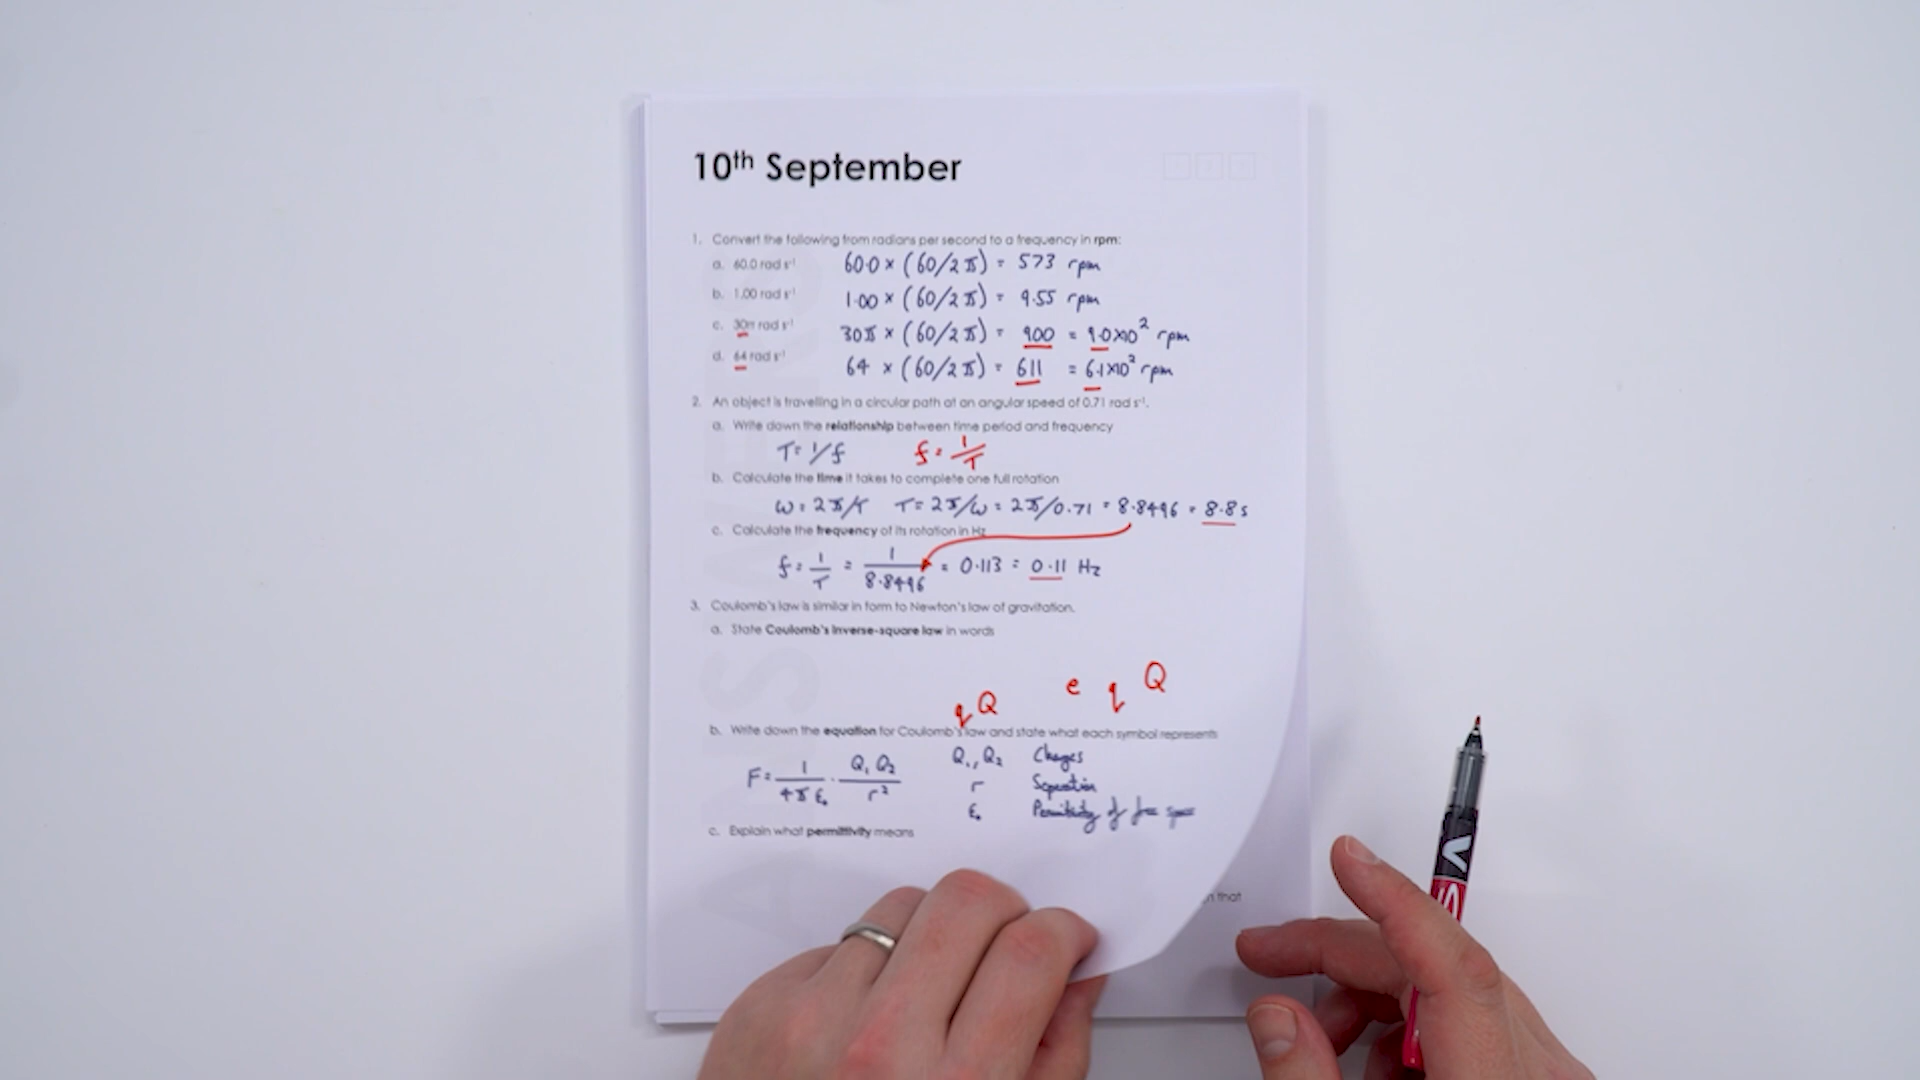 10th September
1. Convert the following from radians per second to a frequency in rpm:
a. 60.0 rad s⁻¹ 60.0 × (60/2π) = 573 rpm
b. 1.00 rad s⁻¹ 1.00 × (60/2π) = 9.55 rpm
c. 30π rad s⁻¹ 30π × (60/2π) = 900 = 9.0×10² rpm
d. 64 rad s⁻¹ 64 × (60/2π) = 611 = 6.1×10² rpm
2. An object is travelling in a circular path at an angular speed of 0.71 rad s⁻¹.
a. Write down the relationship between time period and frequency
T = 1/f f = 1/T
b. Calculate the time it takes to complete one full rotation
ω = 2π/T T = 2π/ω = 2π/0.71 = 8.8496 = 8.8 s
c. Calculate the frequency of its rotation in Hz
f = 1/T = 1/8.8496 = 0.113 = 0.11 Hz
3. Coulomb's law is similar in form to Newton's law of gravitation.
a. State Coulomb's inverse-square law in words
q Q e q Q
b. Write down the equation for Coulomb's law and state what each symbol represents
F = 1/4πε₀ · Q₁ Q₂/r² Q₁, Q₂ Charges
r Separation
ε₀ Permittivity of free space
c. Explain what permittivity means
that
V5